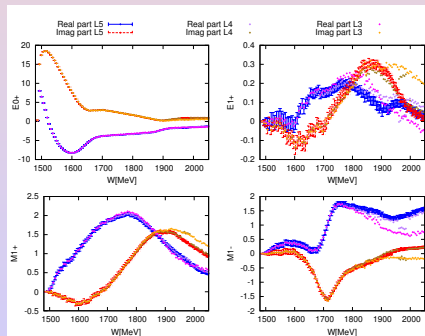 Real part L5 Real part L4 Real part L3
Imag part L5 Imag part L4 Imag part L3
20
15
10
5
0
-5
-10
E0-
1500 1600 1700 1800 1900 2000
W[MeV]
0.4
0.3
0.2
0.1
0
-0.1
-0.2
E1+
1500 1600 1700 1800 1900 2000
W[MeV]
2.5
2
1.5
1
0.5
0
-0.5
M1+
1500 1600 1700 1800 1900 2000
W[MeV]
2
1.5
1
0.5
0
-0.5
-1
-1.5
-2
M1-
1500 1600 1700 1800 1900 2000
W[MeV]